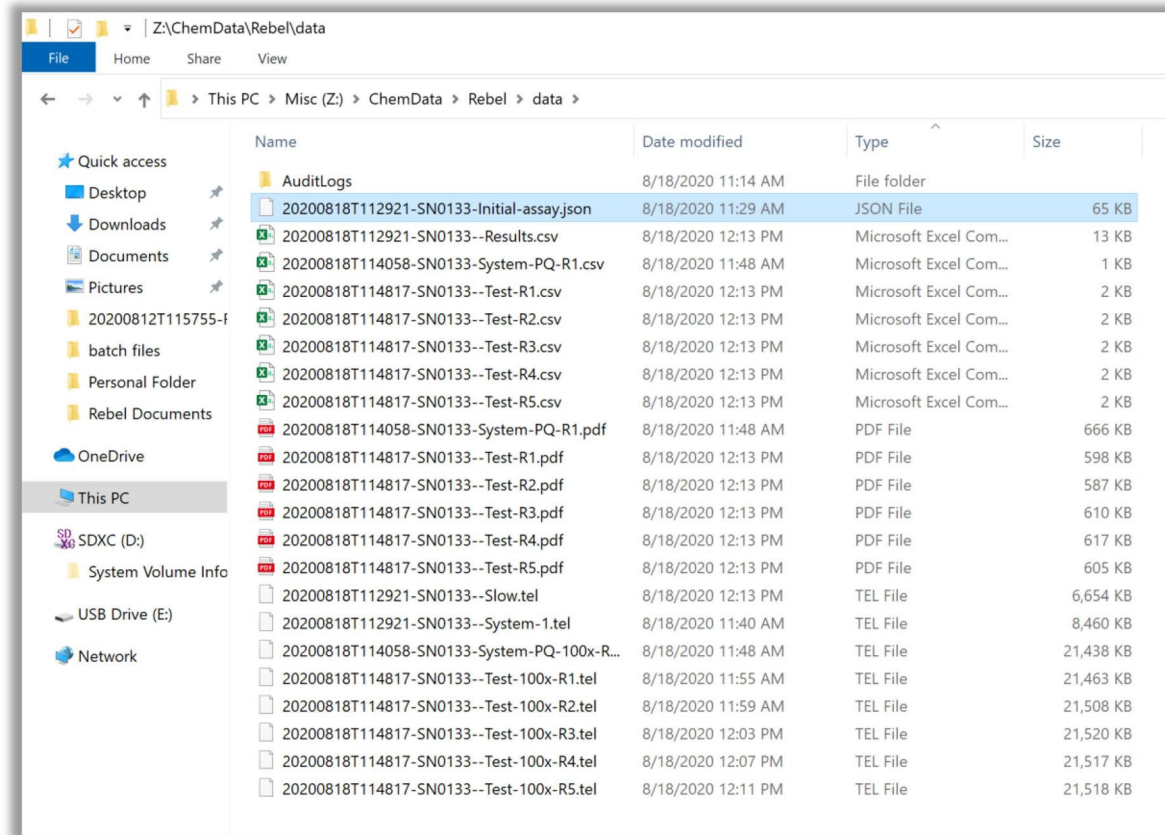 Z:\ChemData\Rebel\data
File Home Share View
This PC > Misc (Z:) > ChemData > Rebel > data >
Name Date modified Type Size
Quick access
Desktop
Downloads
Documents
Pictures
20200812T115755-F
batch files
Personal Folder
Rebel Documents
OneDrive
This PC
SDXC (D:)
System Volume Info
USB Drive (E:)
Network
AuditLogs 8/18/2020 11:14 AM File folder
20200818T112921-SN0133-Initial-assay.json 8/18/2020 11:29 AM JSON File 65 KB
20200818T112921-SN0133--Results.csv 8/18/2020 12:13 PM Microsoft Excel Com... 13 KB
20200818T114058-SN0133-System-PQ-R1.csv 8/18/2020 11:48 AM Microsoft Excel Com... 1 KB
20200818T114817-SN0133--Test-R1.csv 8/18/2020 12:13 PM Microsoft Excel Com... 2 KB
20200818T114817-SN0133--Test-R2.csv 8/18/2020 12:13 PM Microsoft Excel Com... 2 KB
20200818T114817-SN0133--Test-R3.csv 8/18/2020 12:13 PM Microsoft Excel Com... 2 KB
20200818T114817-SN0133--Test-R4.csv 8/18/2020 12:13 PM Microsoft Excel Com... 2 KB
20200818T114817-SN0133--Test-R5.csv 8/18/2020 12:13 PM Microsoft Excel Com... 2 KB
20200818T114058-SN0133-System-PQ-R1.pdf 8/18/2020 11:48 AM PDF File 666 KB
20200818T114817-SN0133--Test-R1.pdf 8/18/2020 12:13 PM PDF File 598 KB
20200818T114817-SN0133--Test-R2.pdf 8/18/2020 12:13 PM PDF File 587 KB
20200818T114817-SN0133--Test-R3.pdf 8/18/2020 12:13 PM PDF File 610 KB
20200818T114817-SN0133--Test-R4.pdf 8/18/2020 12:13 PM PDF File 617 KB
20200818T114817-SN0133--Test-R5.pdf 8/18/2020 12:13 PM PDF File 605 KB
20200818T112921-SN0133--Slow.tel 8/18/2020 12:13 PM TEL File 6,654 KB
20200818T112921-SN0133--System-1.tel 8/18/2020 11:40 AM TEL File 8,460 KB
20200818T114058-SN0133-System-PQ-100x-R... 8/18/2020 11:48 AM TEL File 21,438 KB
20200818T114817-SN0133--Test-100x-R1.tel 8/18/2020 11:55 AM TEL File 21,463 KB
20200818T114817-SN0133--Test-100x-R2.tel 8/18/2020 11:59 AM TEL File 21,508 KB
20200818T114817-SN0133--Test-100x-R3.tel 8/18/2020 12:03 PM TEL File 21,520 KB
20200818T114817-SN0133--Test-100x-R4.tel 8/18/2020 12:07 PM TEL File 21,517 KB
20200818T114817-SN0133--Test-100x-R5.tel 8/18/2020 12:11 PM TEL File 21,518 KB